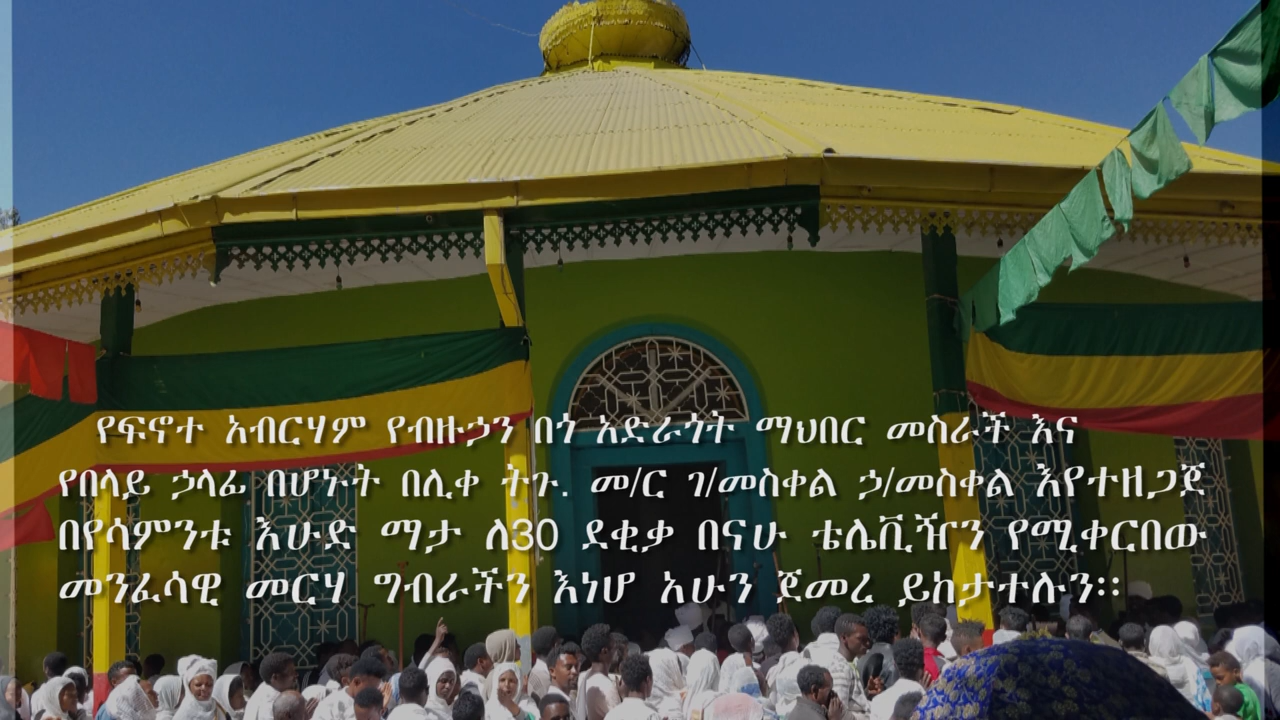 የፍኖተ አብርሃም የብዙኃን በጎ አድራጎት ማህበር መስራች እና
የበላይ ኃላፊ በሆኑት በሊቀ ትጉ. መ/ር ገ/መስቀል ኃ/መስቀል እየተዘጋጀ
በየሳምንቱ እሁድ ማታ ለ30 ደቂቃ በናሁ ቴሌቪዥን የሚቀርበው
መንፈሳዊ መርሃ ግብራችን እነሆ አሁን ጀመረ ይከታተሉን፡፡